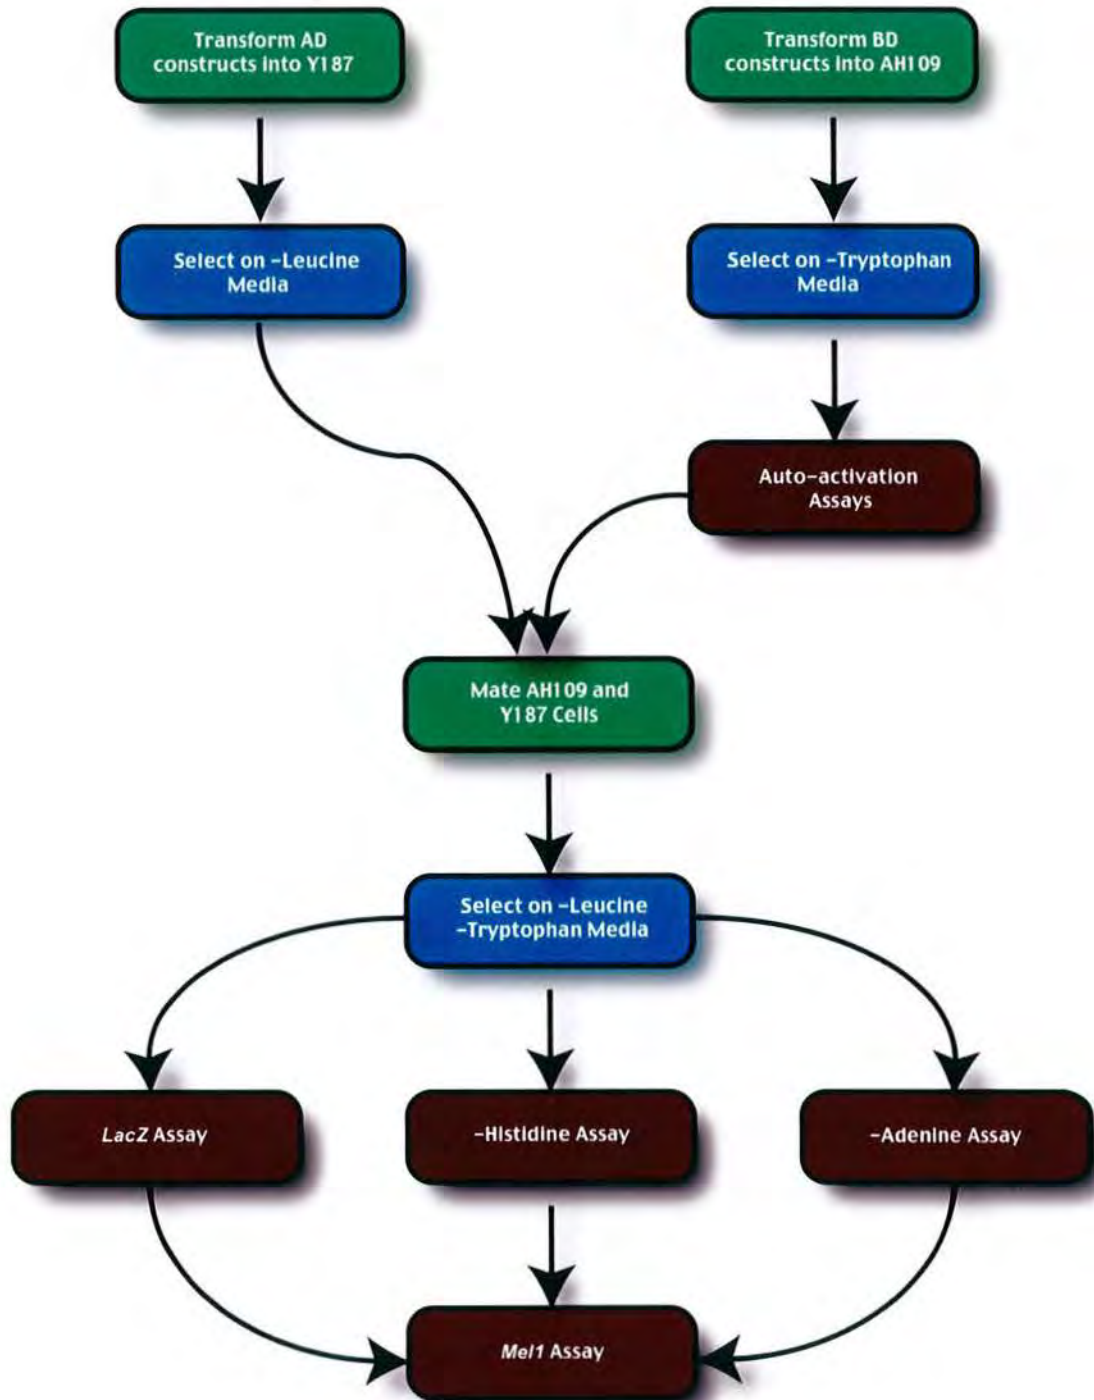 Transform AD
constructs into Y187
Transform BD
constructs into AH109
Select on -Leucine
Media
Select on -Tryptophan
Media
Auto-activation
Assays
Mate AH109 and
Y187 Cells
Select on -Leucine
-Tryptophan Media
LacZ Assay
-Histidine Assay
-Adenine Assay
Mel1 Assay